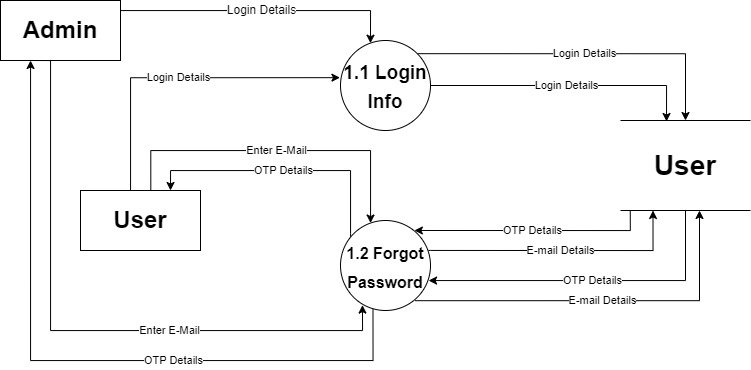 Login Details
Admin
1.1 Login
Info
Login Details
Login Details
Login Details
Enter E-Mail
OTP Details
User
User
1.2 Forgot
Password
OTP Details
E-mail Details
OTP Details
E-mail Details
Enter E-Mail
OTP Details